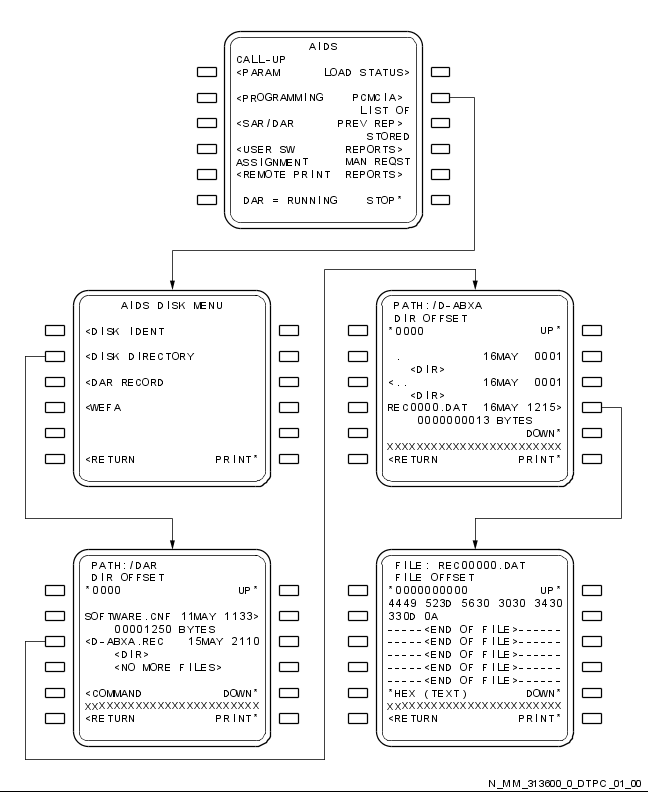 AIDS
CALL-UP
<PARAM LOAD STATUS>
<PROGRAMMING PCMCIA>
LIST OF
<SAR/DAR PREV REP>
STORED
<USER SW REPORTS>
ASSIGNMENT MAN REQST
<REMOTE PRINT REPORTS>
DAR = RUNNING STOP*
AIDS DISK MENU
<DISK IDENT
<DISK DIRECTORY
<DAR RECORD
<WEFA
<RETURN PRINT*
PATH:/D-ABXA
DIR OFFSET
*0000 UP*
. 16MAY 0001
<DIR>
<.. 16MAY 0001
<DIR>
REC0000.DAT 16MAY 1215>
0000000013 BYTES
DOWN*
XXXXXXXXXXXXXXXXXXXXXXXX
<RETURN PRINT*
PATH:/DAR
DIR OFFSET
*0000 UP*
SOFTWARE.CNF 11MAY 1133>
00001250 BYTES
<D-ABXA.REC 15MAY 2110
<DIR>
<NO MORE FILES>
<COMMAND DOWN*
XXXXXXXXXXXXXXXXXXXXXXXX
<RETURN PRINT*
FILE: REC00000.DAT
FILE OFFSET
*0000000000 UP*
4449 523D 5630 3030 3430
330D 0A
-----<END OF FILE>------
-----<END OF FILE>------
-----<END OF FILE>------
-----<END OF FILE>------
*HEX (TEXT) DOWN*
XXXXXXXXXXXXXXXXXXXXXXXX
<RETURN PRINT*
N_MM_313600_0_DTPC_01_00